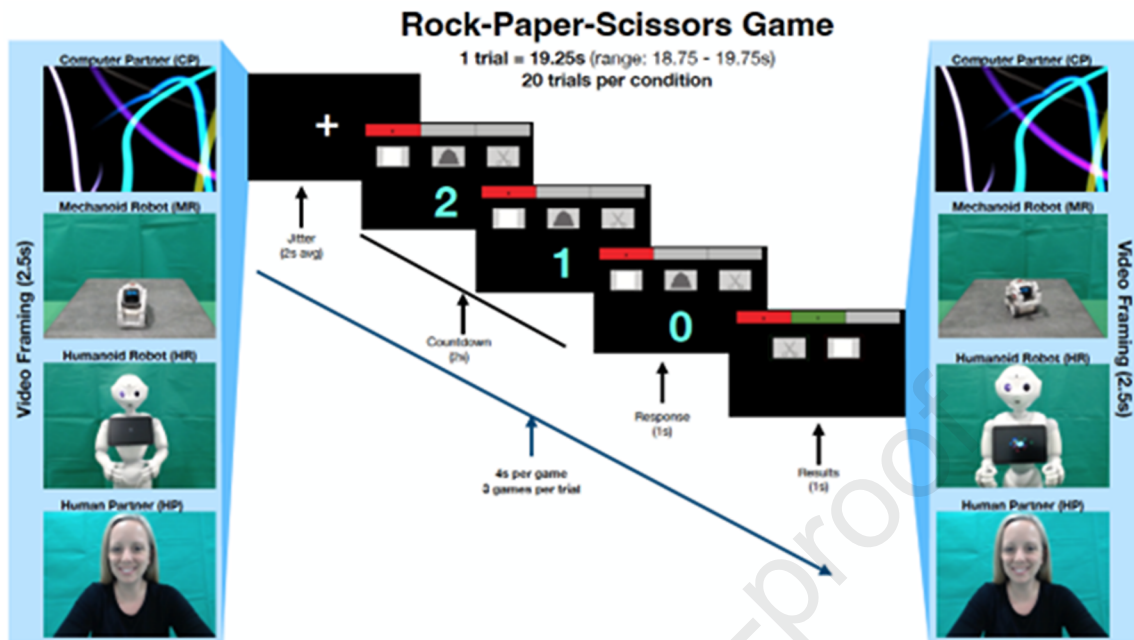 Rock-Paper-Scissors Game
1 trial = 19.25s (range: 18.75 - 19.75s)
20 trials per condition
Video Framing (2.5s)
Computer Partner (CP)
Mechanoid Robot (MR)
Humanoid Robot (HR)
Human Partner (HP)
+
Jitter
(2s avg)
2
1
Countdown
(2s)
0
Response
(1s)
Results
(1s)
4s per game
3 games per trial
Computer Partner (CP)
Mechanoid Robot (MR)
Humanoid Robot (HR)
Human Partner (HP)
Video Framing (2.5s)
proof